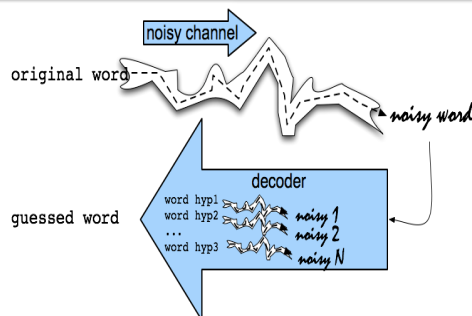 noisy channel
original word
noisy word
decoder
word hyp1 noisy 1
word hyp2 noisy 2
...
word hyp3 noisy N
guessed word